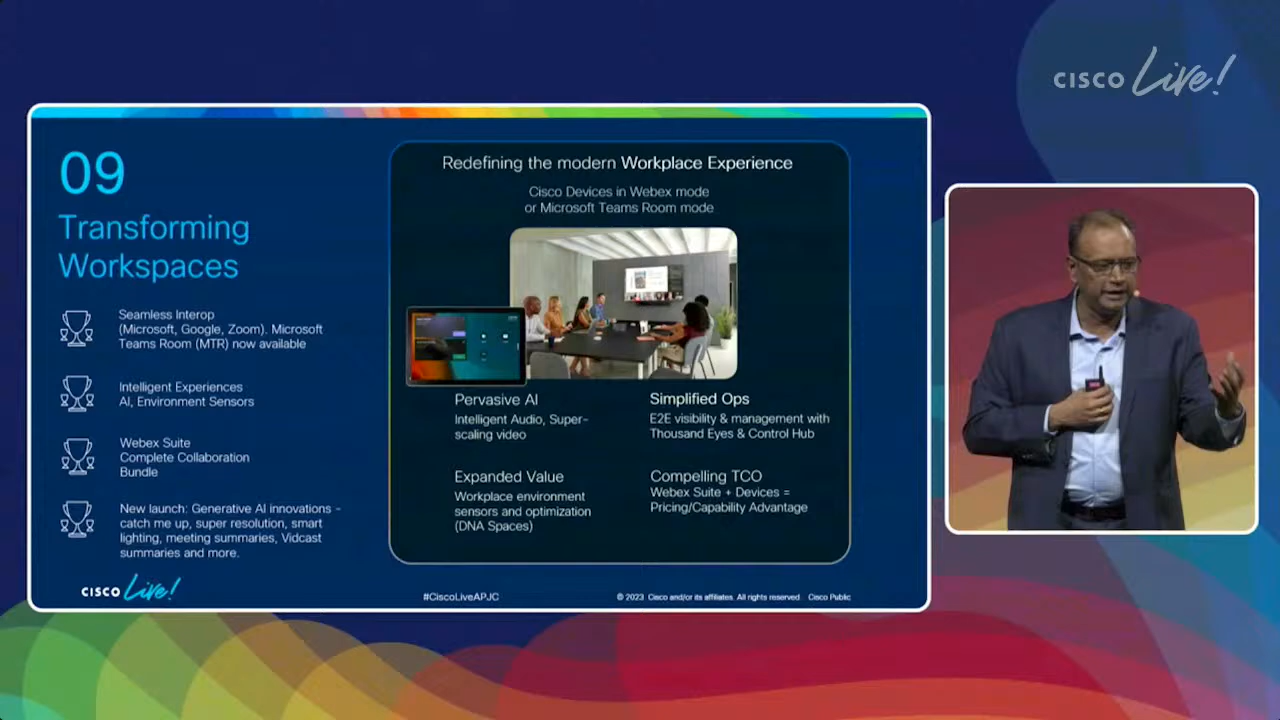 CISCO Live!
09
Transforming
Workspaces
Seamless Interop
(Microsoft, Google, Zoom). Microsoft
Teams Room (MTR) now available
Intelligent Experiences
AI, Environment Sensors
Webex Suite
Complete Collaboration
Bundle
New launch: Generative AI innovations -
catch me up, super resolution, smart
lighting, meeting summaries, Vidcast
summaries and more.
Redefining the modern Workplace Experience
Cisco Devices in Webex mode
or Microsoft Teams Room mode
Pervasive AI
Intelligent Audio, Super-
scaling video
Simplified Ops
E2E visibility & management with
Thousand Eyes & Control Hub
Expanded Value
Workplace environment
sensors and optimization
(DNA Spaces)
Compelling TCO
Webex Suite + Devices =
Pricing/Capability Advantage
CISCO Live!
#CiscoLiveAPJC
© 2023 Cisco and/or its affiliates. All rights reserved. Cisco Public